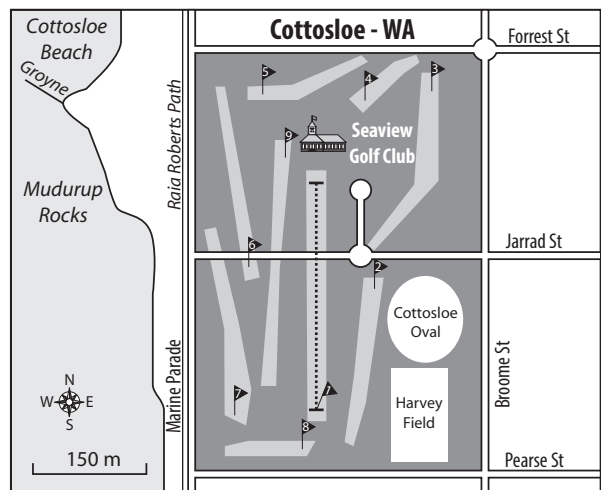 Cottosloe - WA
Forrest St
Cottosloe
Beach
Groyne
Raia Roberts Path
5
4
3
9
Seaview
Golf Club
Mudurup
Rocks
Jarrad St
6
2
Cottosloe
Oval
Marine Parade
Broome St
N
W E
S
7
1
Harvey
Field
8
150 m
Pearse St